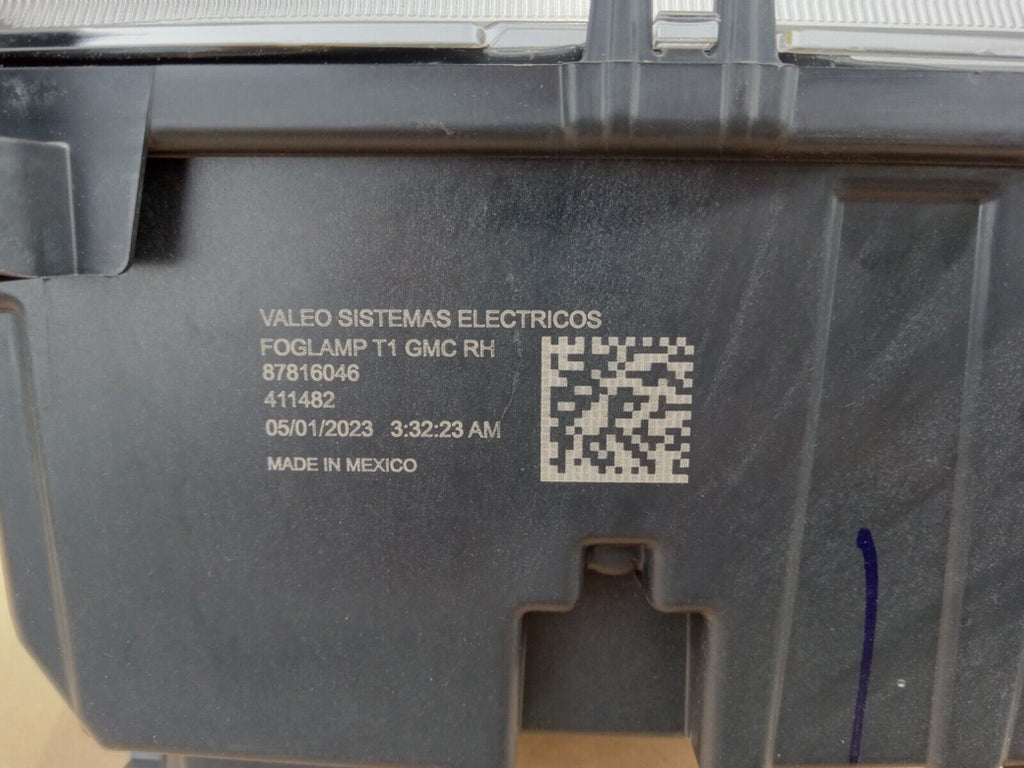 VALEO SISTEMAS ELECTRICOS
FOGLAMP T1 GMC RH
87816046
411482
05/01/2023 3:32:23 AM
MADE IN MEXICO